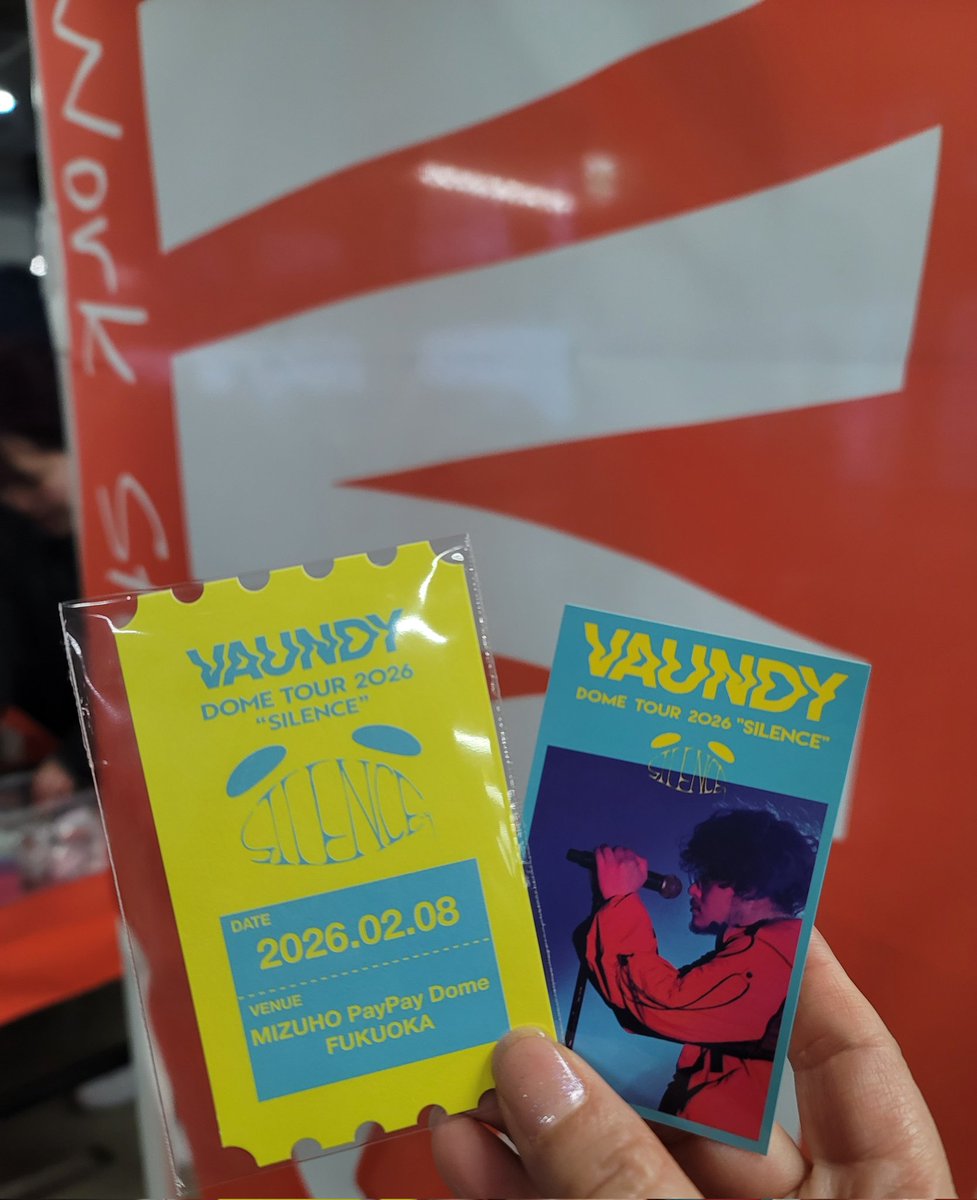 Work S
VAUNDY
DOME TOUR 2026
"SILENCE"
SILENCE
DATE
2026.02.08
VENUE
MIZUHO PayPay Dome
FUKUOKA
VAUNDY
DOME TOUR 2026 "SILENCE"
SILENCE